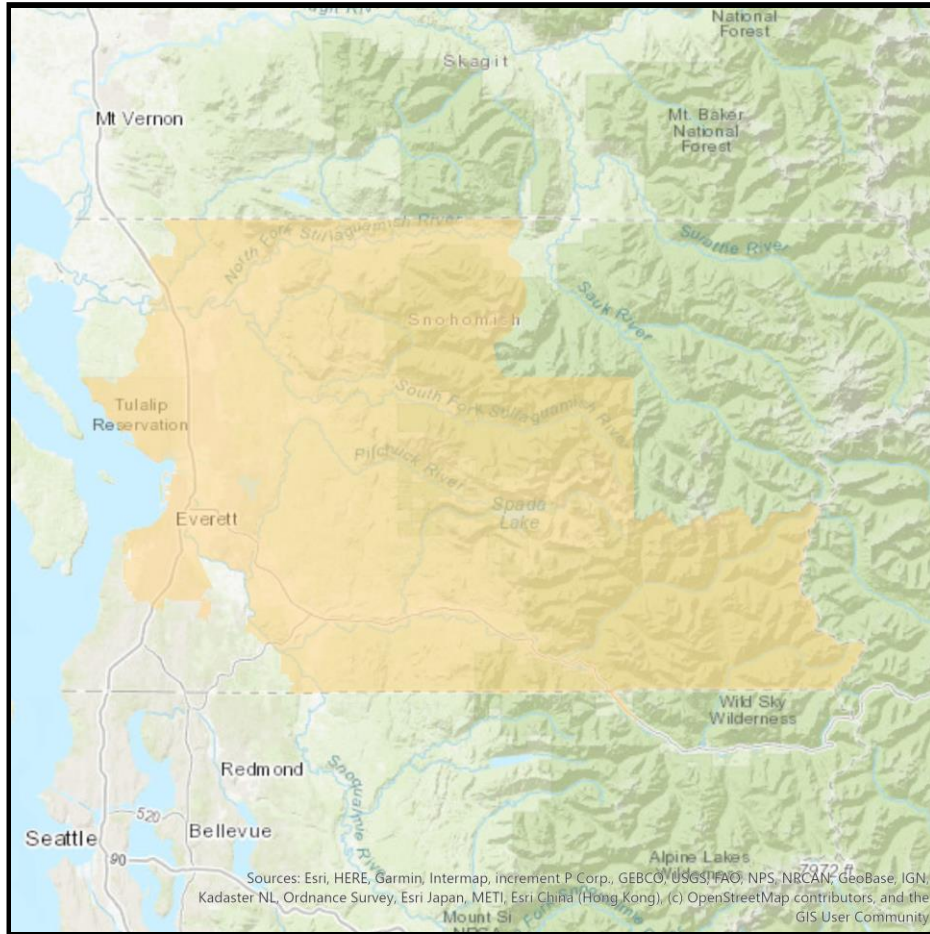 National
Forest
Skagit
Mt Vernon
Mt. Baker
National
Forest
North Fork Stillaguamish River
Suiattle River
Sauk River
Snohomish
South Fork Stillaguamish River
Tulalip
Reservation
Pilchuck River
Spada
Lake
Everett
Wild Sky
Wilderness
Redmond
Snoqualmie River
520
Seattle
Bellevue
90
Alpine Lakes
Wilderness
7972 ft
Sources: Esri, HERE, Garmin, Intermap, increment P Corp., GEBCO, USGS, FAO, NPS, NRCAN, GeoBase, IGN,
Kadaster NL, Ordnance Survey, Esri Japan, METI, Esri China (Hong Kong), (c) OpenStreetMap contributors, and the
GIS User Community
Mount Si